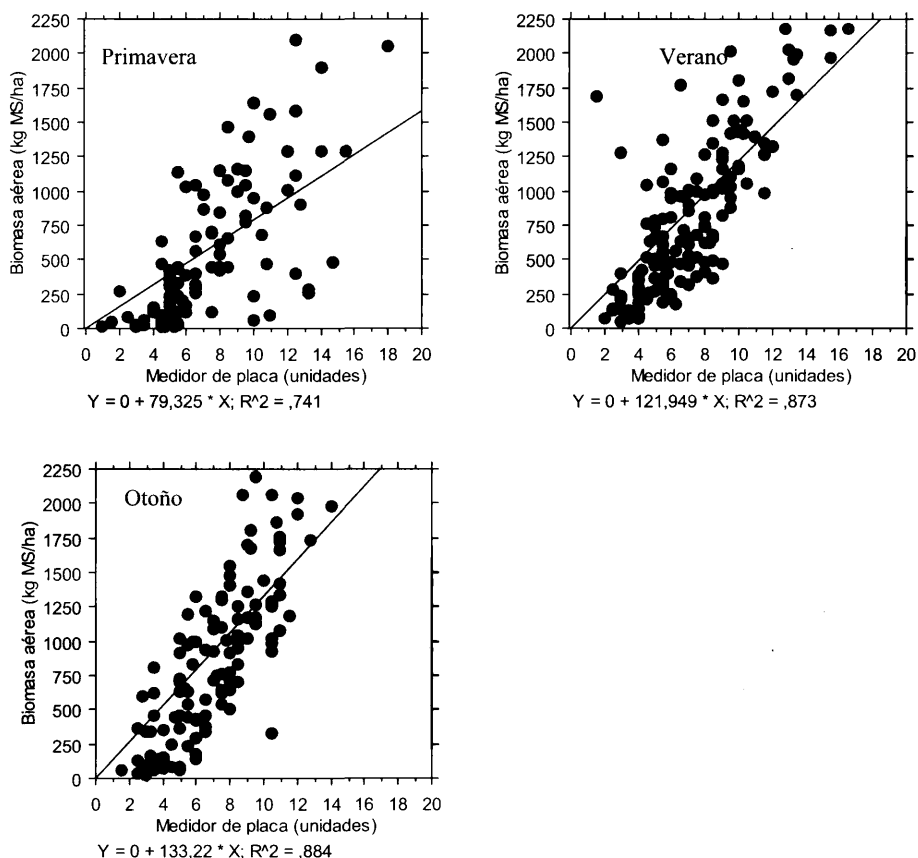 Primavera
Biomasa aérea (kg MS/ha)
2250
2000
1750
1500
1250
1000
750
500
250
0
0 2 4 6 8 10 12 14 16 18 20
Medidor de placa (unidades)
Y = 0 + 79,325 * X; R^2 = ,741
Verano
Biomasa aérea (kg MS/ha)
2250
2000
1750
1500
1250
1000
750
500
250
0
0 2 4 6 8 10 12 14 16 18 20
Medidor de placa (unidades)
Y = 0 + 121,949 * X; R^2 = ,873
Otoño
Biomasa aérea (kg MS/ha)
2250
2000
1750
1500
1250
1000
750
500
250
0
0 2 4 6 8 10 12 14 16 18 20
Medidor de placa (unidades)
Y = 0 + 133,22 * X; R^2 = ,884